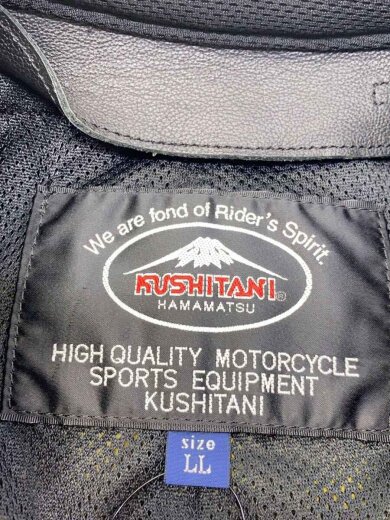 We are fond of Rider's Spirit.
KUSHITANI®
HAMAMATSU
HIGH QUALITY MOTORCYCLE
SPORTS EQUIPMENT
KUSHITANI
size
LL